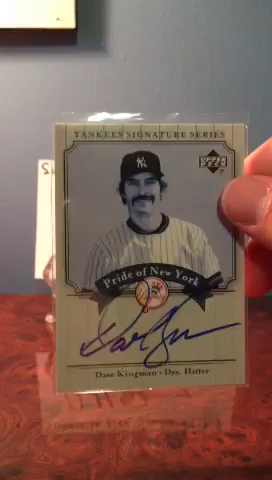 YANKEES SIGNATURE SERIES
UPPER DECK
NY
Pride of New York
Dave Kingman - Des. Hitter